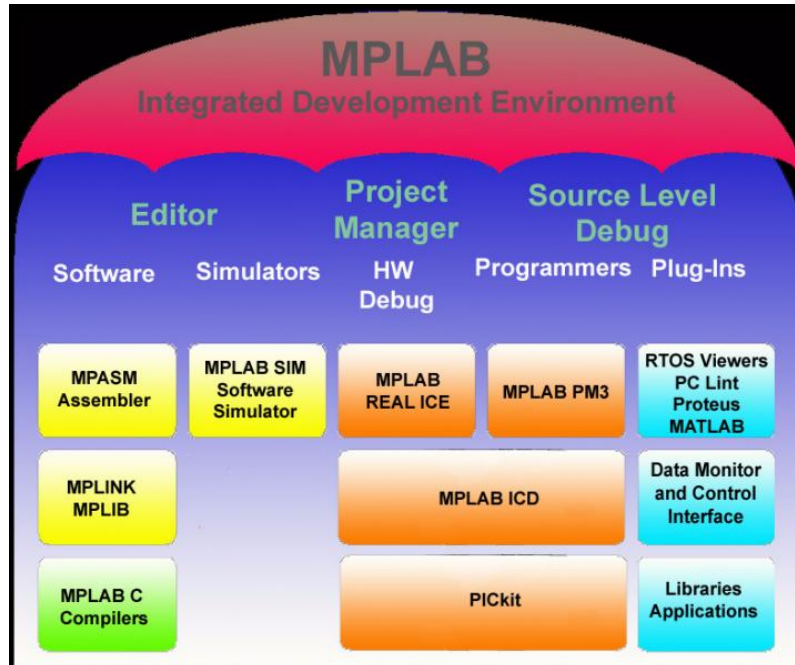 MPLAB
Integrated Development Environment
Editor
Project
Manager
Source Level
Debug
Software
Simulators
HW
Debug
Programmers
Plug-Ins
MPASM
Assembler
MPLAB SIM
Software
Simulator
MPLAB
REAL ICE
MPLAB PM3
RTOS Viewers
PC Lint
Proteus
MATLAB
MPLINK
MPLIB
MPLAB ICD
Data Monitor
and Control
Interface
MPLAB C
Compilers
PICkit
Libraries
Applications